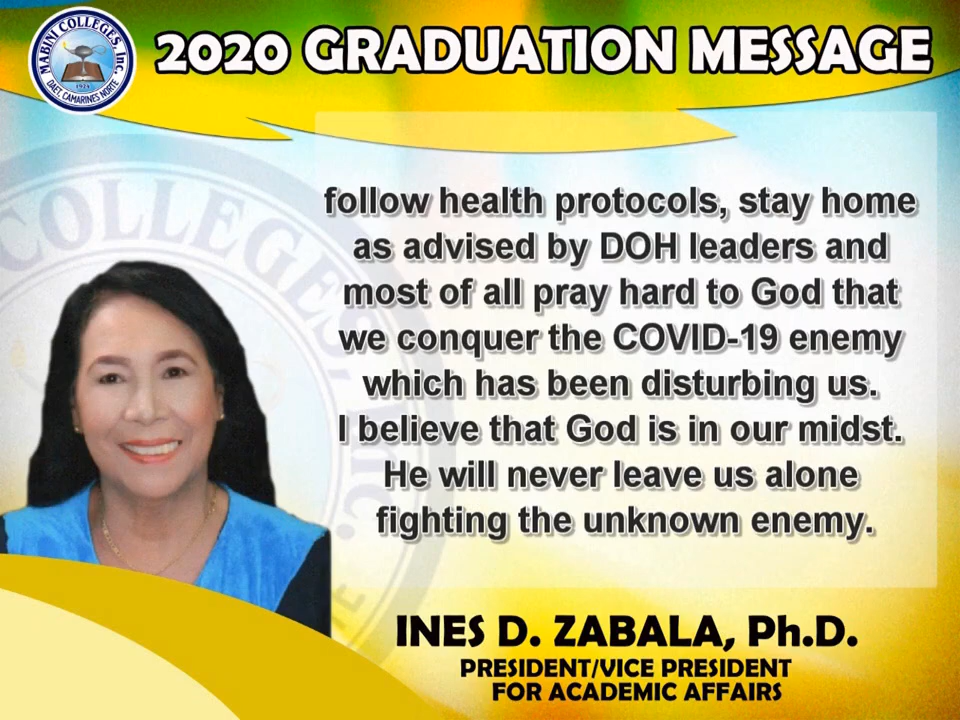 2020 GRADUATION MESSAGE
MABINI COLLEGES, Inc.
1924
DAET, CAMARINES NORTE
COLLEGES, Inc.
follow health protocols, stay home
as advised by DOH leaders and
most of all pray hard to God that
we conquer the COVID-19 enemy
which has been disturbing us.
I believe that God is in our midst.
He will never leave us alone
fighting the unknown enemy.
INES D. ZABALA, Ph.D.
PRESIDENT/VICE PRESIDENT
FOR ACADEMIC AFFAIRS